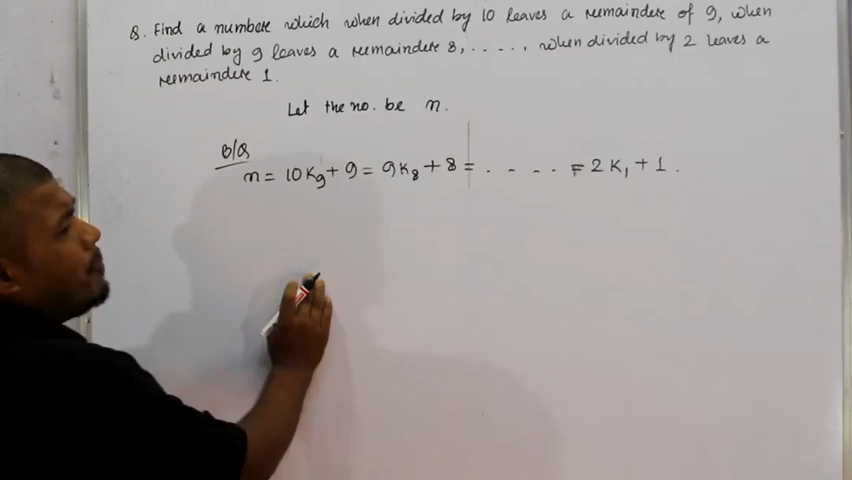 Q. Find a number which when divided by 10 leaves a remainder of 9, when
divided by 9 leaves a remainder 8, ....., when divided by 2 leaves a
remainder 1.
Let the no. be n.
B/Q
n = 10K₉ + 9 = 9K₈ + 8 = . - - .. = 2K₁ + 1.